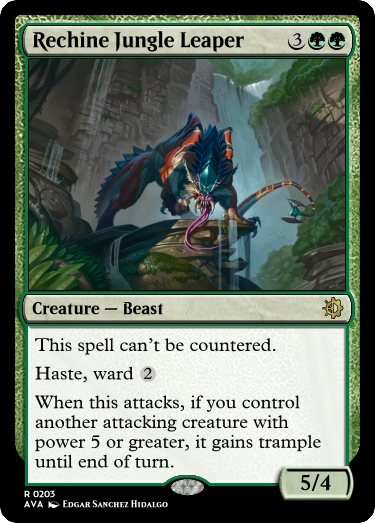 Rechine Jungle Leaper 3
Creature — Beast
This spell can't be countered.
Haste, ward 2
When this attacks, if you control
another attacking creature with
power 5 or greater, it gains trample
until end of turn.
5/4
R 0203
AVA Edgar Sanchez Hidalgo